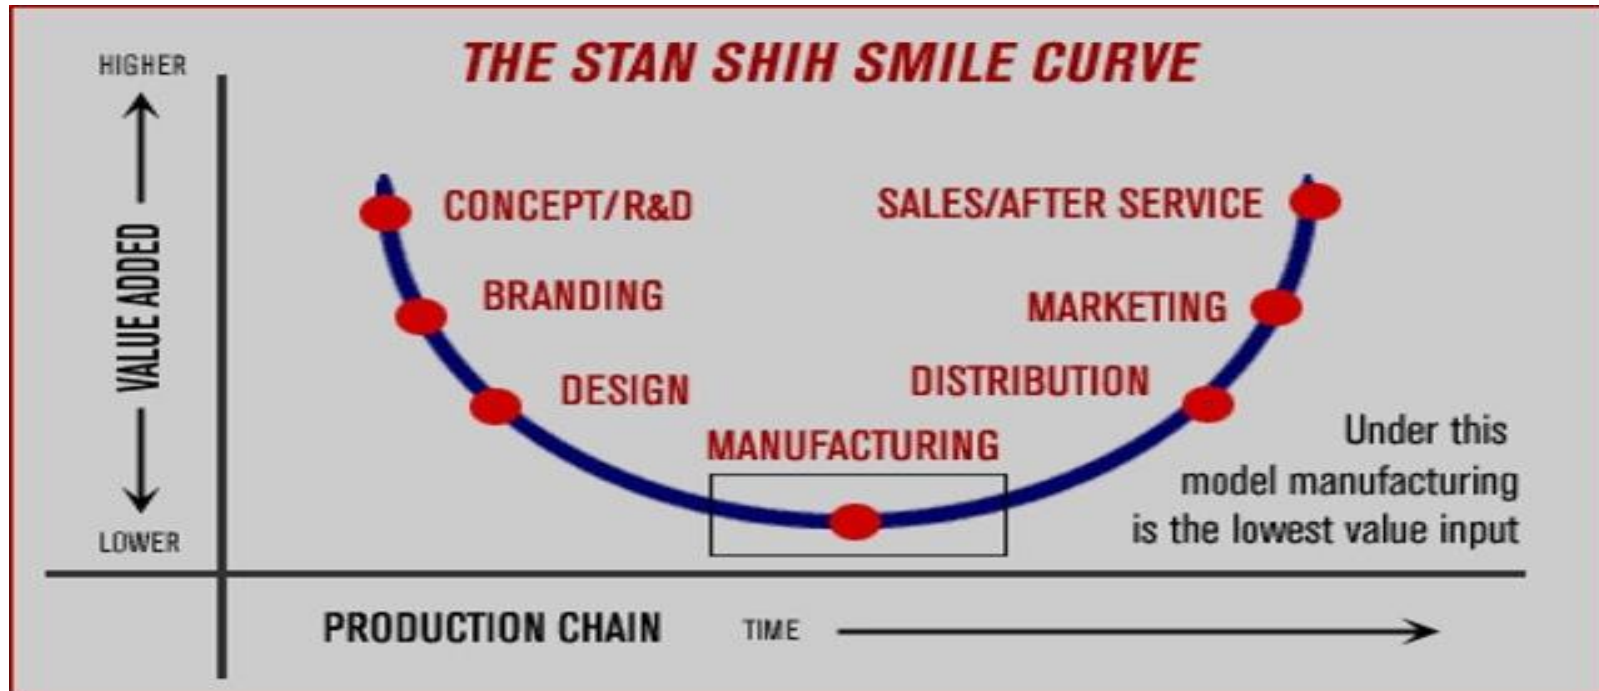 THE STAN SHIH SMILE CURVE
HIGHER
VALUE ADDED
LOWER
CONCEPT/R&D
BRANDING
DESIGN
MANUFACTURING
DISTRIBUTION
MARKETING
SALES/AFTER SERVICE
Under this
model manufacturing
is the lowest value input
PRODUCTION CHAIN TIME